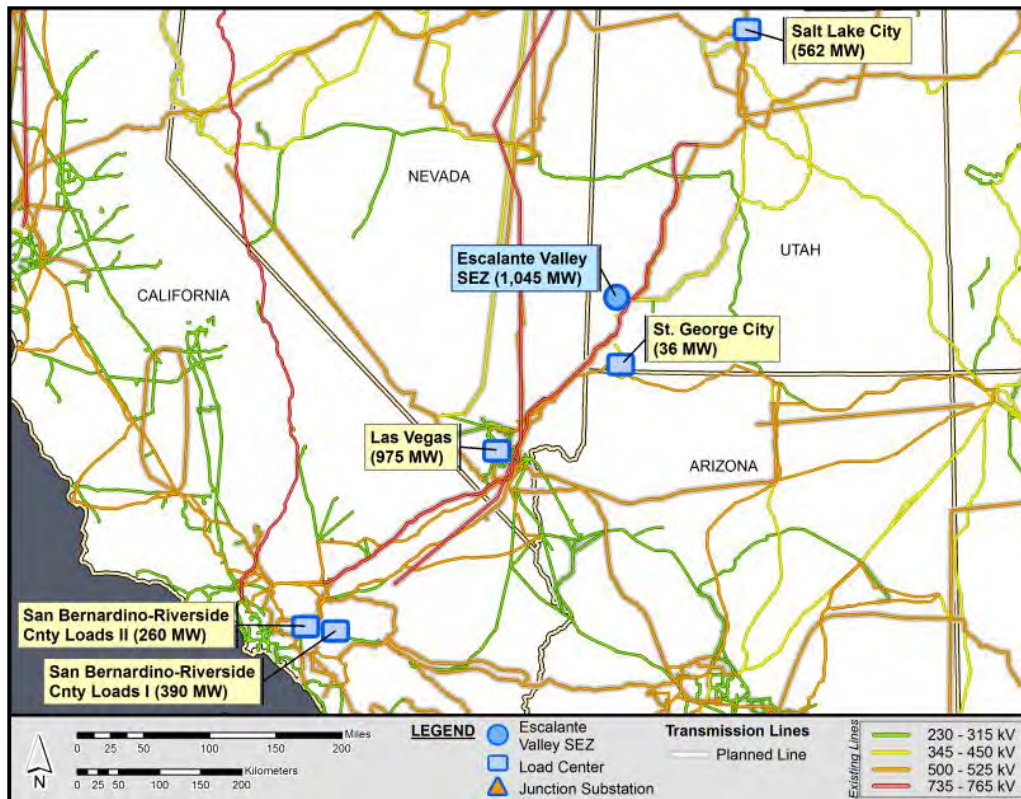 Salt Lake City
(562 MW)
NEVADA
Escalante Valley
SEZ (1,045 MW)
UTAH
CALIFORNIA
St. George City
(36 MW)
Las Vegas
(975 MW)
ARIZONA
San Bernardino-Riverside
Cnty Loads II (260 MW)
San Bernardino-Riverside
Cnty Loads I (390 MW)
N
Miles
0 25 50 100 150 200
Kilometers
0 25 50 100 150 200
LEGEND
Escalante
Valley SEZ
Load Center
Junction Substation
Transmission Lines
Planned Line
Existing Lines
230 - 315 kV
345 - 450 kV
500 - 525 kV
735 - 765 kV